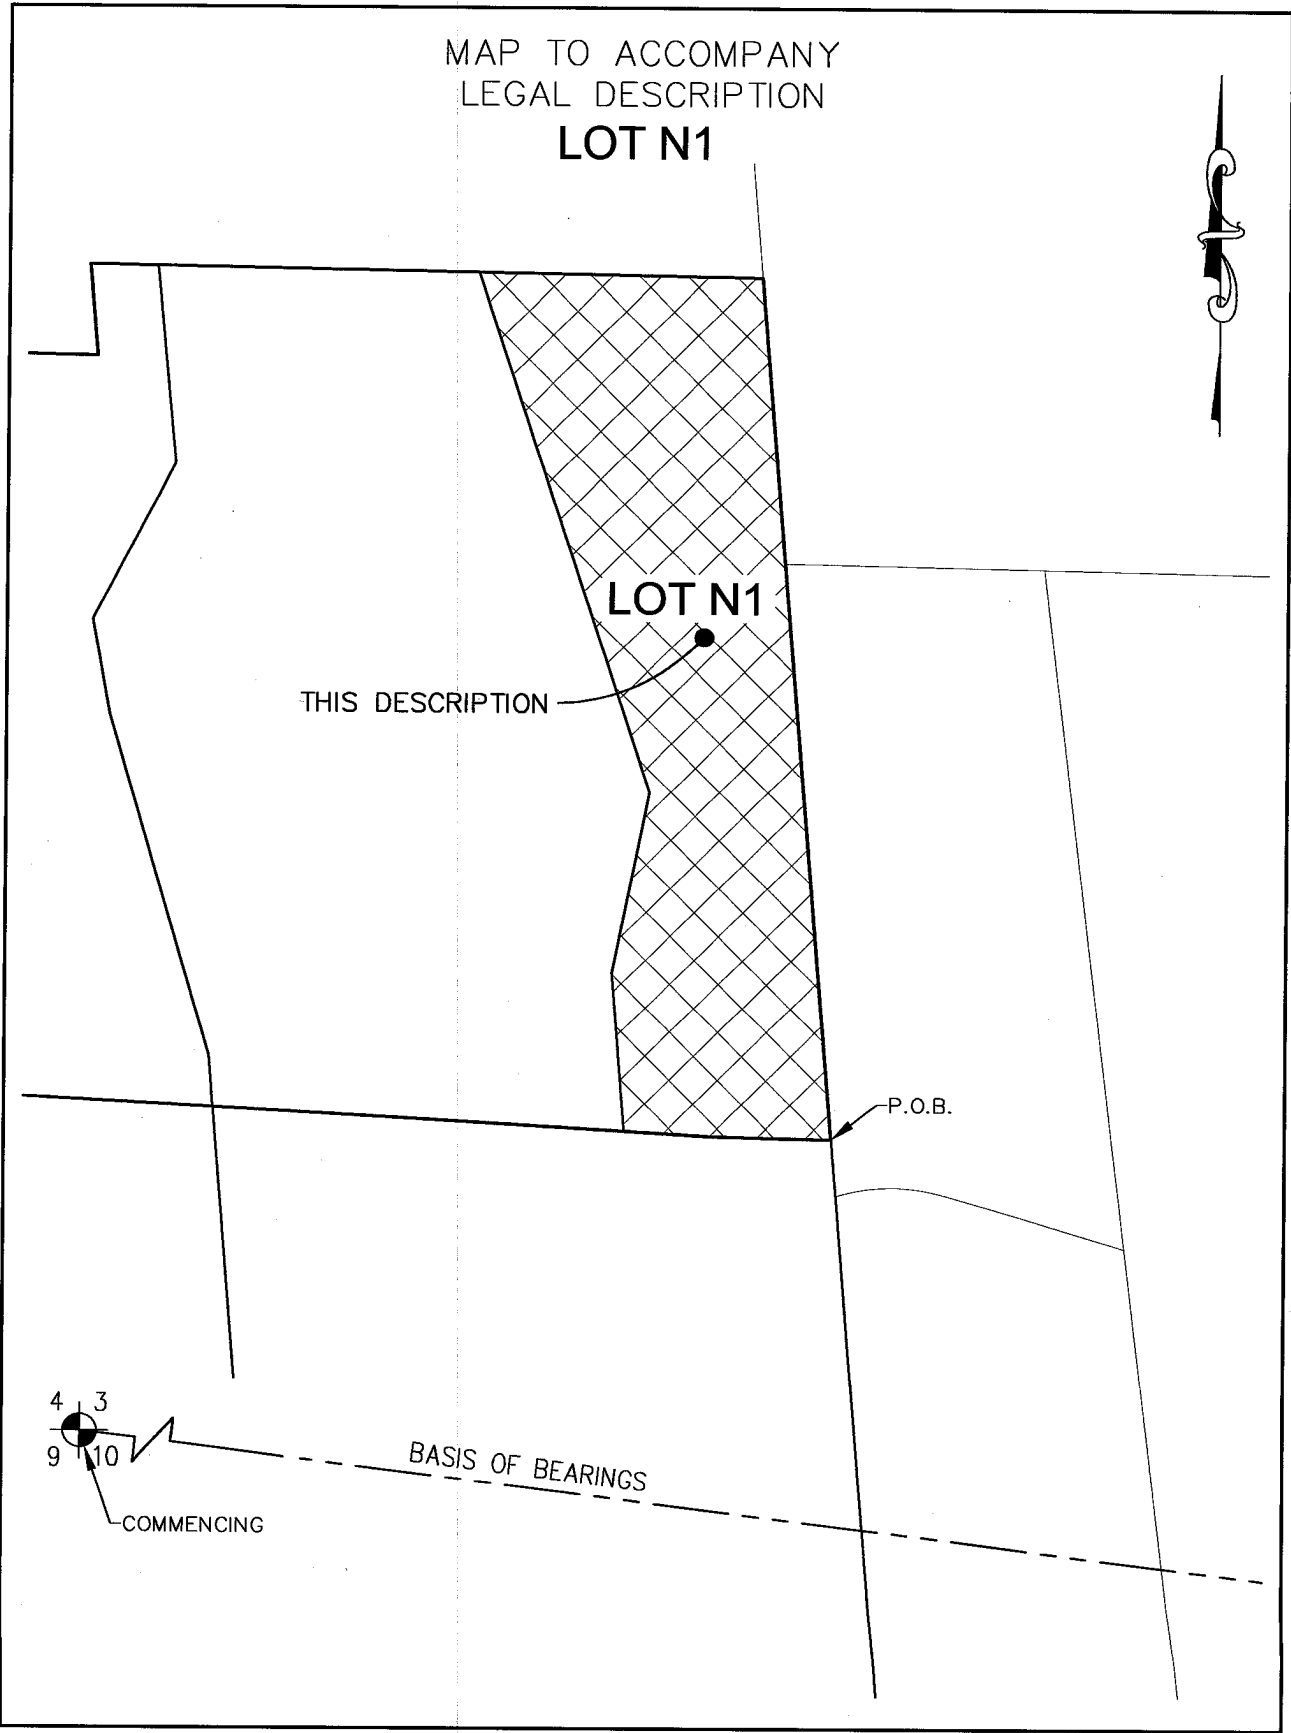 MAP TO ACCOMPANY
LEGAL DESCRIPTION
LOT N1
LOT N1
THIS DESCRIPTION
P.O.B.
4 3
9 10
BASIS OF BEARINGS
COMMENCING